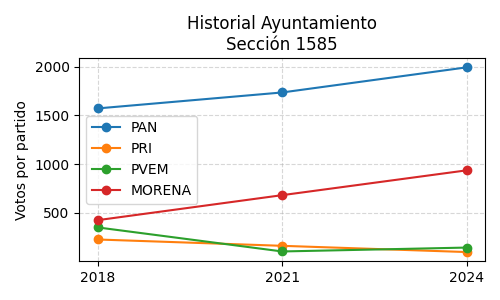 Historial Ayuntamiento
Sección 1585
Votos por partido
2000
1500
1000
500
PAN
PRI
PVEM
MORENA
2018
2021
2024